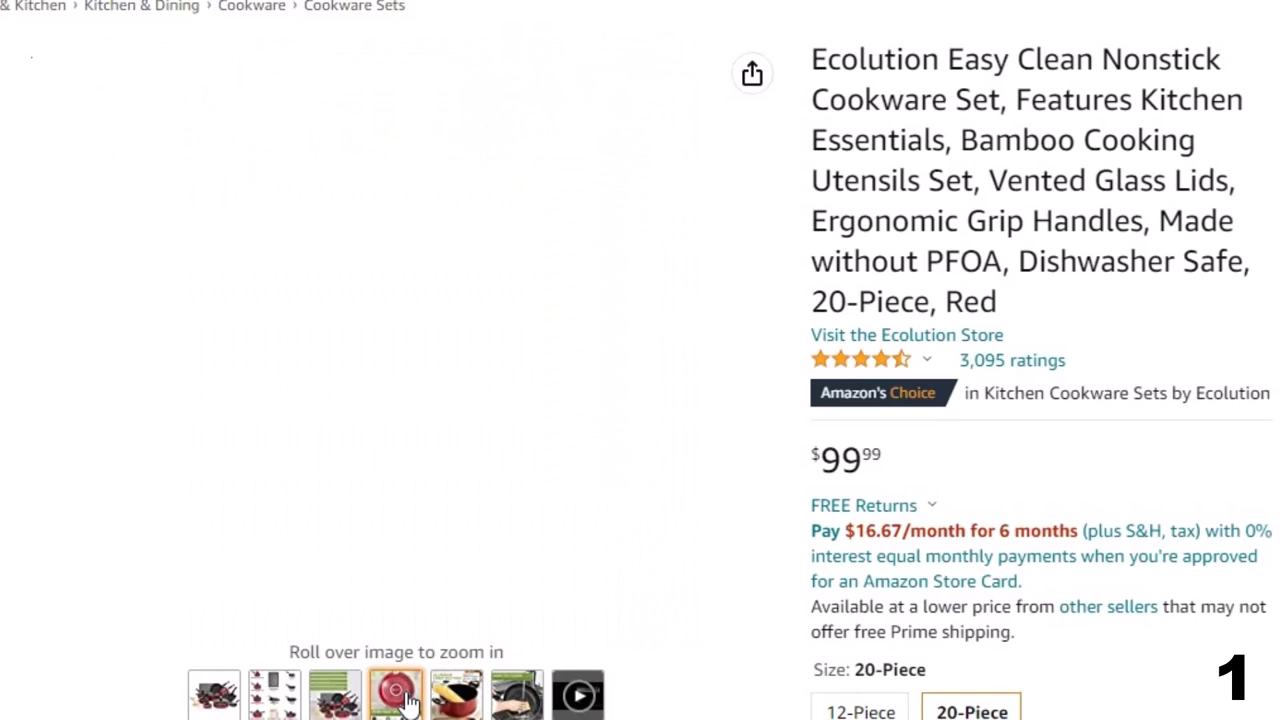 & Kitchen › Kitchen & Dining › Cookware › Cookware Sets
Ecolution Easy Clean Nonstick
Cookware Set, Features Kitchen
Essentials, Bamboo Cooking
Utensils Set, Vented Glass Lids,
Ergonomic Grip Handles, Made
without PFOA, Dishwasher Safe,
20-Piece, Red
Visit the Ecolution Store
3,095 ratings
Amazon's Choice in Kitchen Cookware Sets by Ecolution
$99 99
FREE Returns
Pay $16.67/month for 6 months (plus S&H, tax) with 0%
interest equal monthly payments when you're approved
for an Amazon Store Card.
Available at a lower price from other sellers that may not
offer free Prime shipping.
Roll over image to zoom in
Size: 20-Piece
12-Piece 20-Piece
1